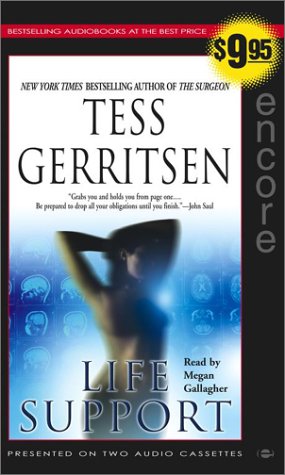 BESTSELLING AUDIOBOOKS AT THE BEST PRICE
$9.95
encore
NEW YORK TIMES BESTSELLING AUTHOR OF THE SURGEON
TESS
GERRITSEN
"Grabs you and holds you from page one....
Be prepared to drop all your obligations until you finish."—John Saul
Read by
Megan
Gallagher
LIFE
SUPPORT
PRESENTED ON TWO AUDIO CASSETTES